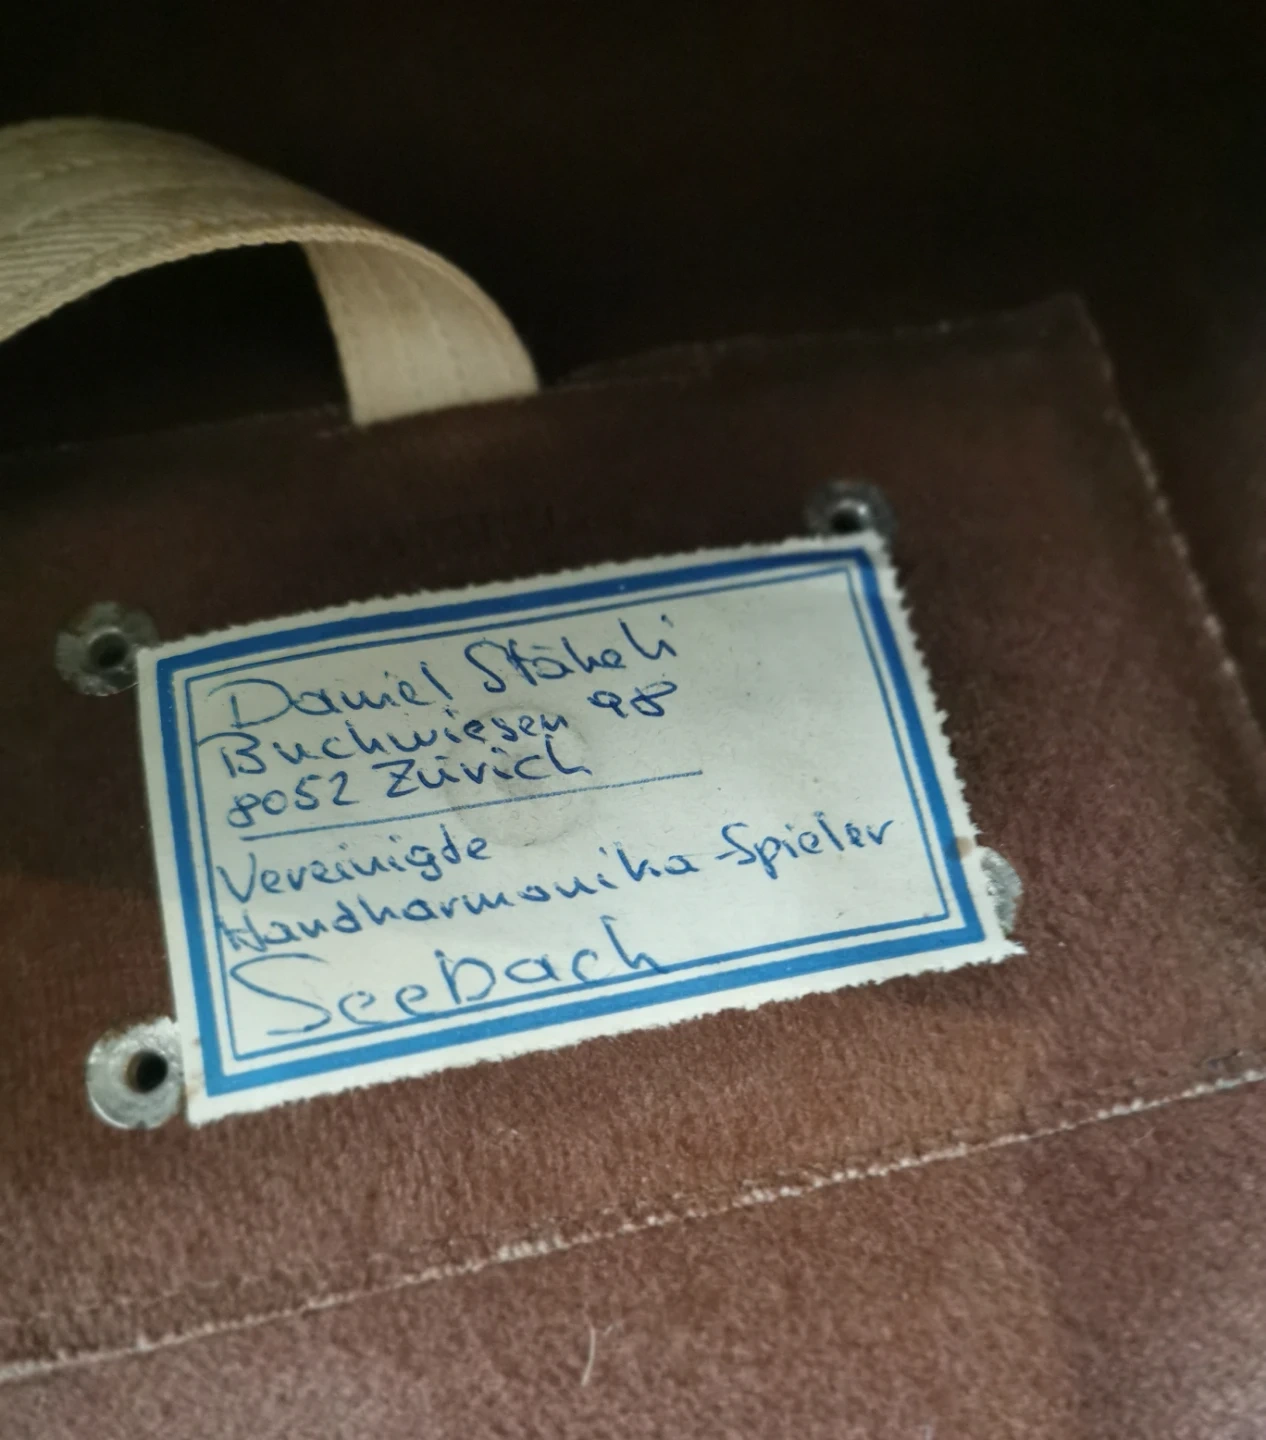 Daniel Stäheli
Buchwiesen 98
8052 Zürich
Vereinigde
Handharmonika-Spieler
Seebach